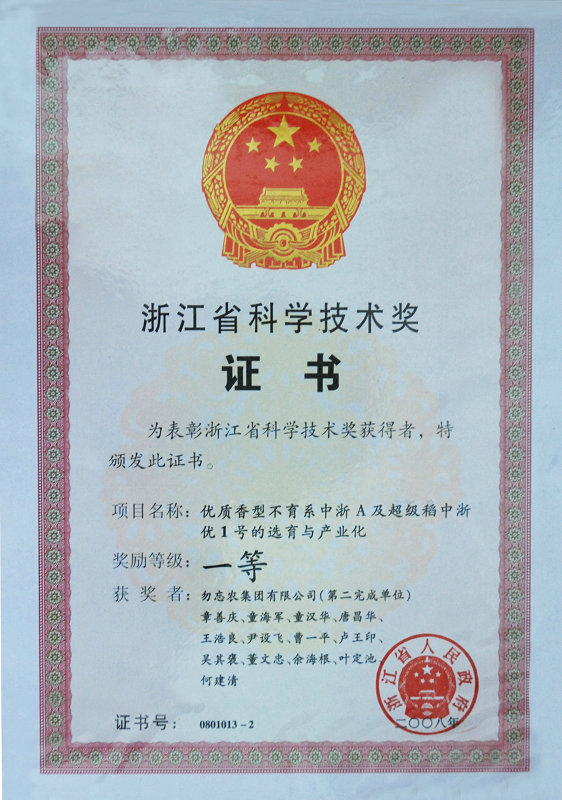 浙江省科学技术奖
证书
为表彰浙江省科学技术奖获得者，特
颁发此证书。
项目名称： 优质香型不育系中浙A及超级稻中浙
优1号的选育与产业化
奖励等级： 一等
获奖者： 勿忘农集团有限公司(第二完成单位)
章善庆、童海军、童汉华、唐昌华、
王浩良、尹设飞、曹一平、卢王印、
吴其褒、董文忠、余海根、叶定池、
何建清
浙江省人民政府
二〇〇八年
证书号： 0801013-2